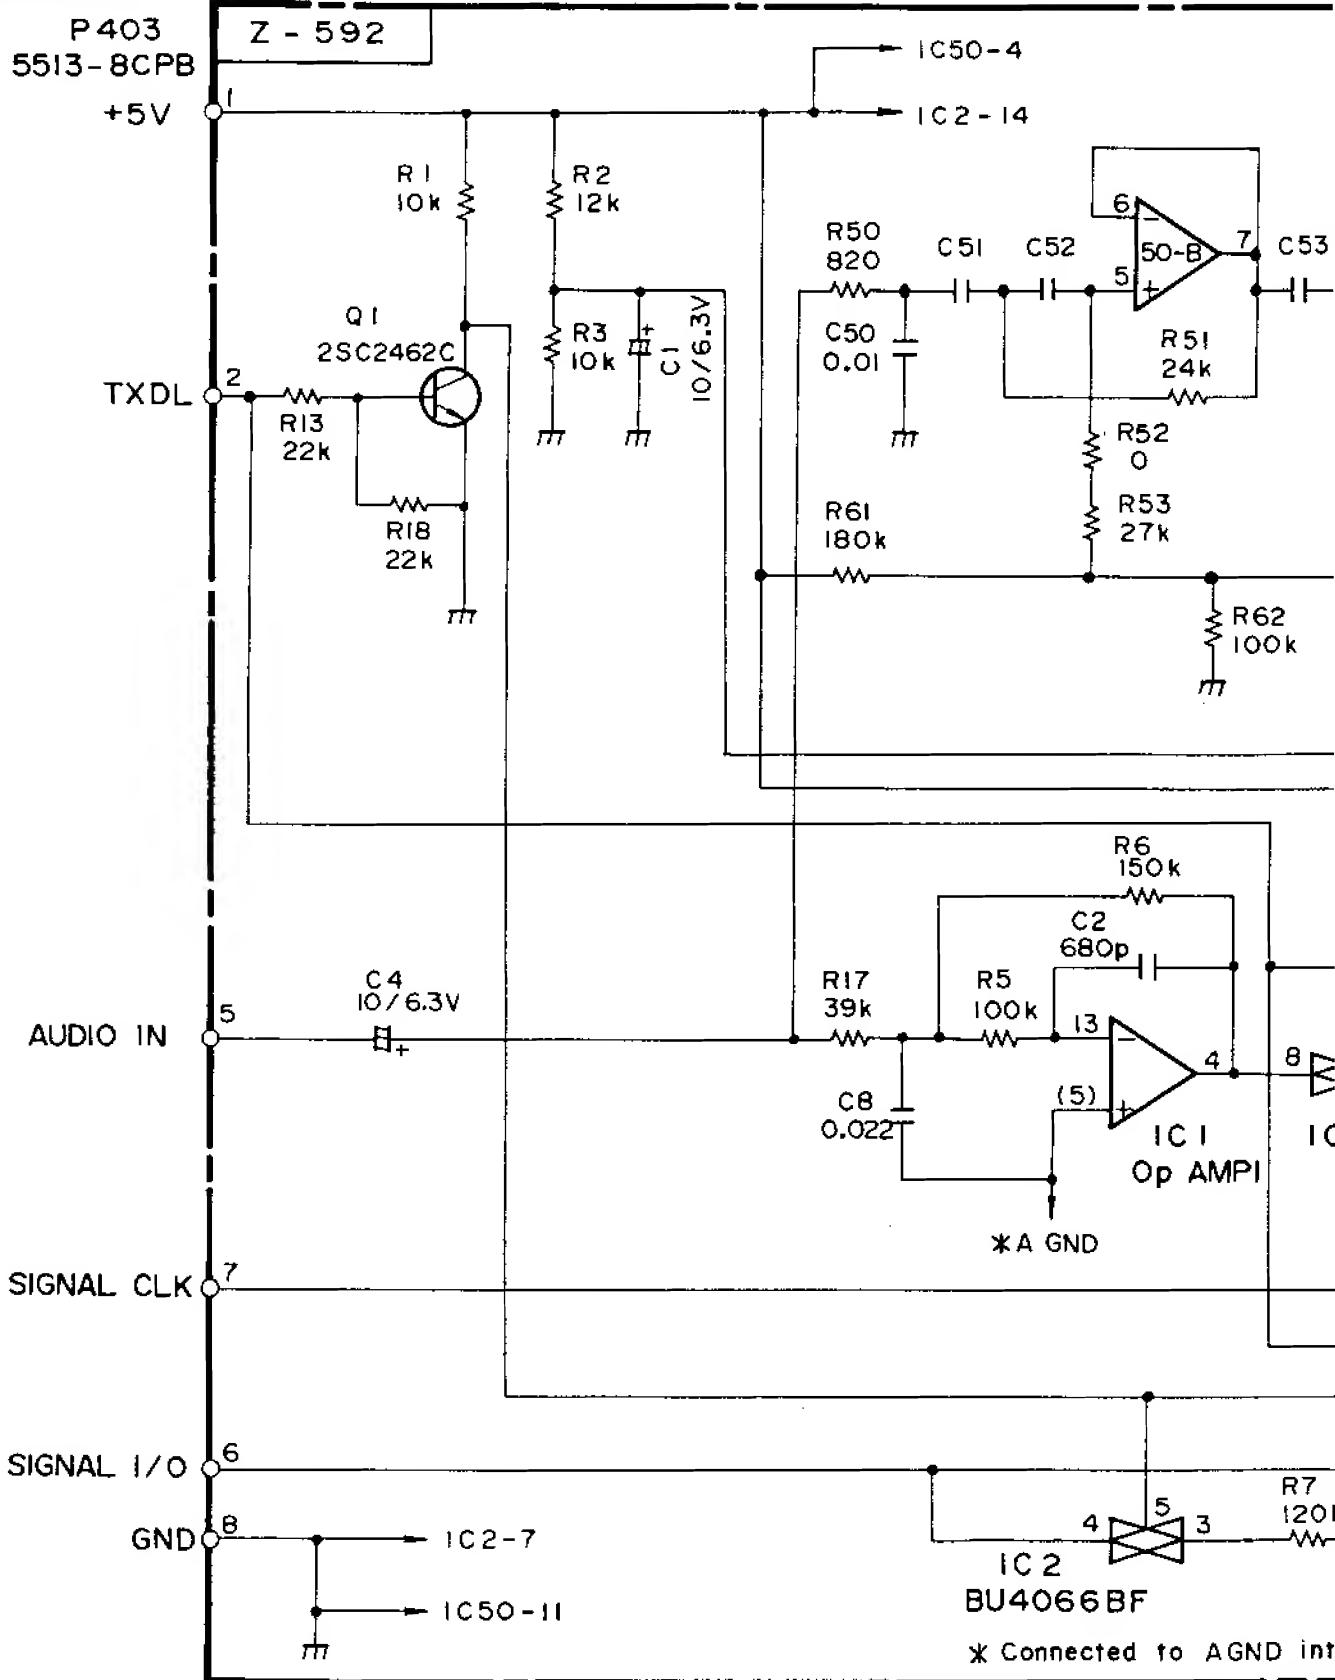 P403
5513-8CPB
Z-592
+5V
1
IC50-4
IC2-14
R1
10k
R2
12k
R50
820
C51
C52
6
50-B
7
5
C53
Q1
2SC2462C
R3
10k
C1
10/6.3V
C50
0.01
R51
24k
TXDL
2
R13
22k
R18
22k
R52
0
R53
27k
R61
180k
R62
100k
R6
150k
C2
680p
C4
10/6.3V
R17
39k
R5
100k
AUDIO IN
5
13
4
8
(5)
C8
0.022
IC1
Op AMP1
IC
*A GND
SIGNAL CLK
7
SIGNAL I/O
6
GND
8
IC2-7
IC50-11
4
5
3
R7
120
IC2
BU4066BF
* Connected to AGND int